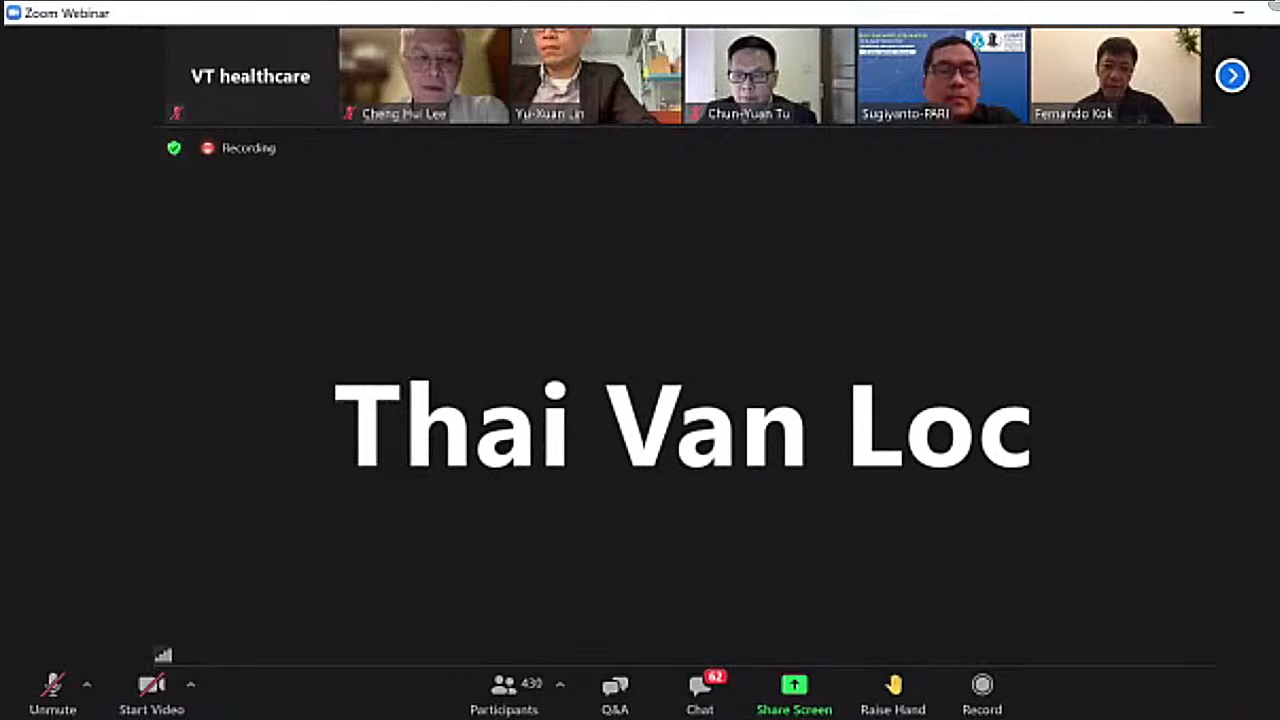 Zoom Webinar
VT healthcare
Cheng Hui Lee
Yu-Xuan Lin
Chun-Yuan Tu
Sugiyanto-PARI
Fernando Kok
Recording
Thai Van Loc
Unmute
Start Video
430
Participants
Q&A
62
Chat
Share Screen
Raise Hand
Record